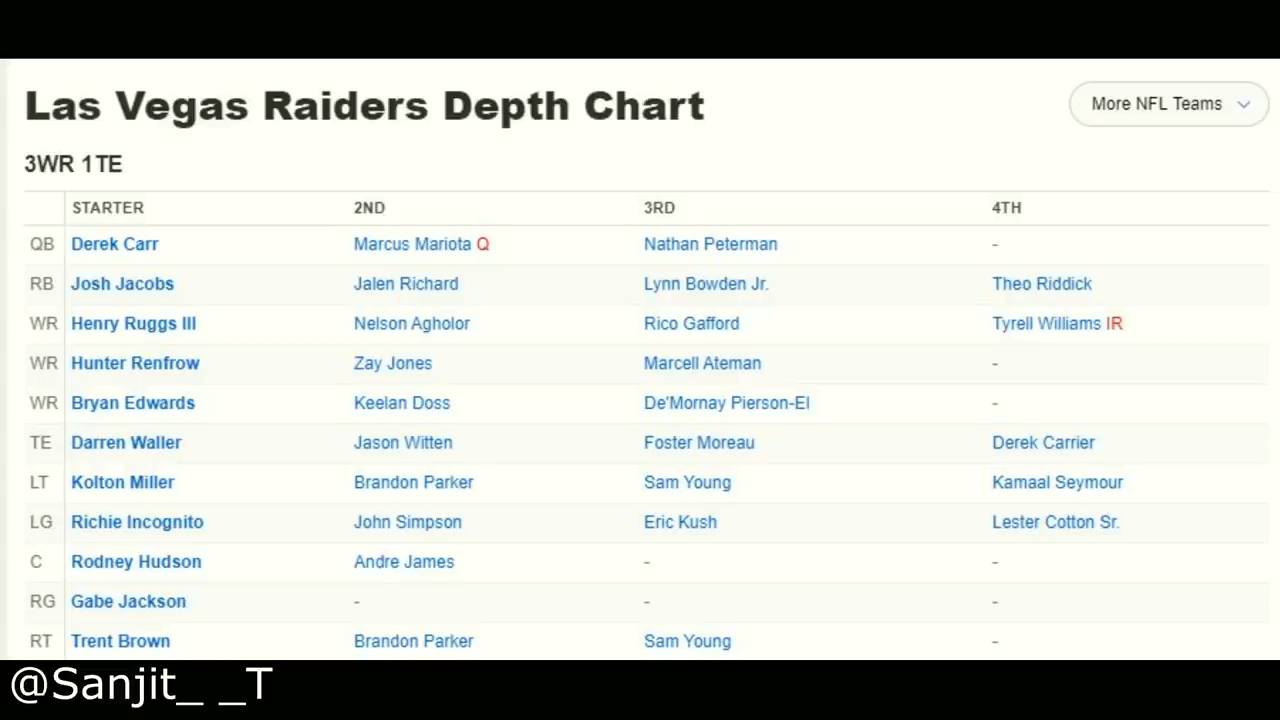 Las Vegas Raiders Depth Chart
More NFL Teams
3WR 1TE
STARTER 2ND 3RD 4TH
QB Derek Carr Marcus Mariota Q Nathan Peterman -
RB Josh Jacobs Jalen Richard Lynn Bowden Jr. Theo Riddick
WR Henry Ruggs III Nelson Agholor Rico Gafford Tyrell Williams IR
WR Hunter Renfrow Zay Jones Marcell Ateman -
WR Bryan Edwards Keelan Doss De'Mornay Pierson-El -
TE Darren Waller Jason Witten Foster Moreau Derek Carrier
LT Kolton Miller Brandon Parker Sam Young Kamaal Seymour
LG Richie Incognito John Simpson Eric Kush Lester Cotton Sr.
C Rodney Hudson Andre James - -
RG Gabe Jackson - - -
RT Trent Brown Brandon Parker Sam Young -
@Sanjit_ _T